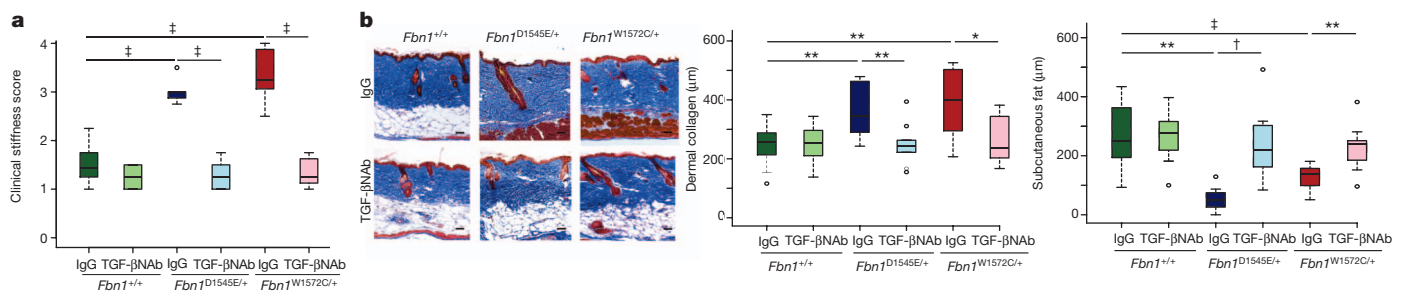 a
Clinical stiffness score
4
3
2
1
0
‡
‡
‡
‡
IgG TGF-βNAb IgG TGF-βNAb IgG TGF-βNAb
Fbn1+/+ Fbn1D1545E/+ Fbn1W1572C/+
b
Fbn1+/+ Fbn1D1545E/+ Fbn1W1572C/+
IgG
TGF-βNAb
Dermal collagen (μm)
600
400
200
0
**
** ** *
IgG TGF-βNAb IgG TGF-βNAb IgG TGF-βNAb
Fbn1+/+ Fbn1D1545E/+ Fbn1W1572C/+
Subcutaneous fat (μm)
600
400
200
0
‡ **
** †
IgG TGF-βNAb IgG TGF-βNAb IgG TGF-βNAb
Fbn1+/+ Fbn1D1545E/+ Fbn1W1572C/+